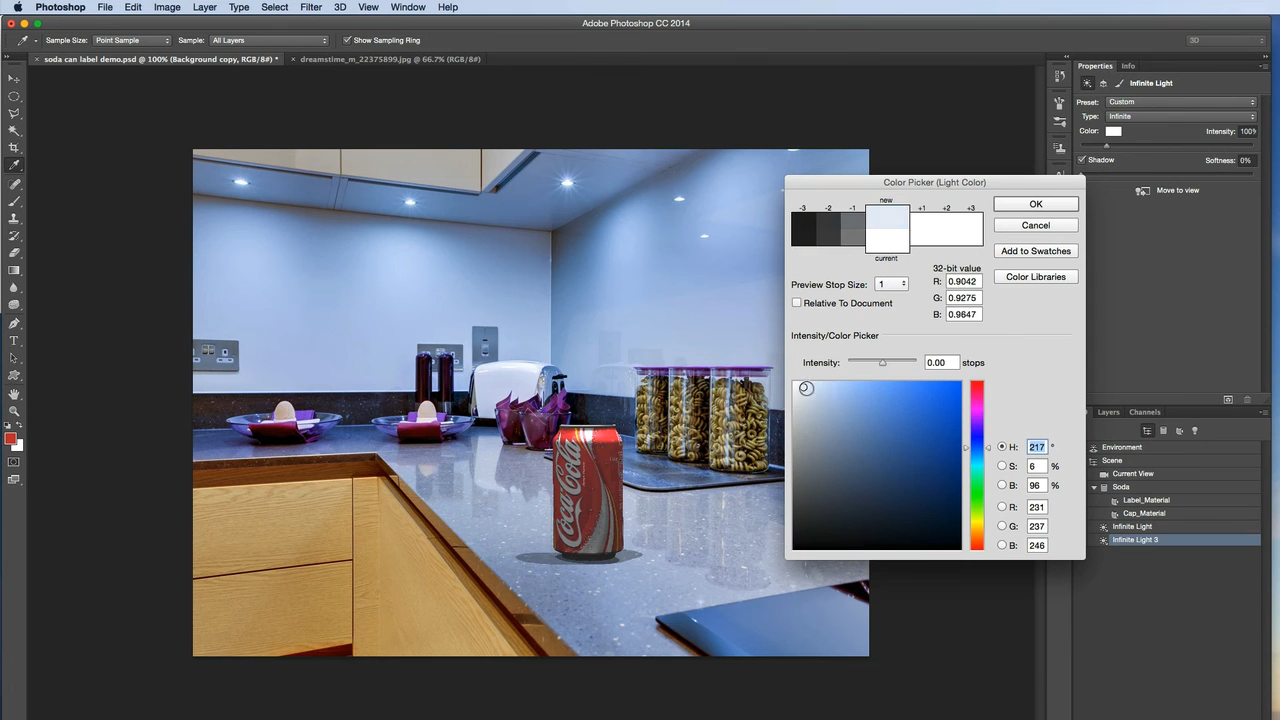 Photoshop File Edit Image Layer Type Select Filter 3D View Window Help
Adobe Photoshop CC 2014
Sample Size: Point Sample Sample: All Layers Show Sampling Ring 3D
soda can label demo.psd @ 100% (Background copy, RGB/8#) * dreamstime_m_22375899.jpg @ 66.7% (RGB/8#)
Properties Info
Infinite Light
Preset: Custom
Type: Infinite
Color: Intensity: 100%
Shadow Softness: 0%
Move to view
Color Picker (Light Color)
new
-3 -2 -1 +1 +2 +3
current
OK
Cancel
Add to Swatches
Color Libraries
32-bit value
Preview Stop Size: 1
R: 0.9042
G: 0.9275
B: 0.9647
Relative To Document
Intensity/Color Picker
Intensity: 0.00 stops
H: 217 °
S: 6 %
B: 96 %
R: 231
G: 237
B: 246
Layers Channels
Environment
Scene
Current View
Soda
Label_Material
Cap_Material
Infinite Light
Infinite Light 3
Coca-Cola